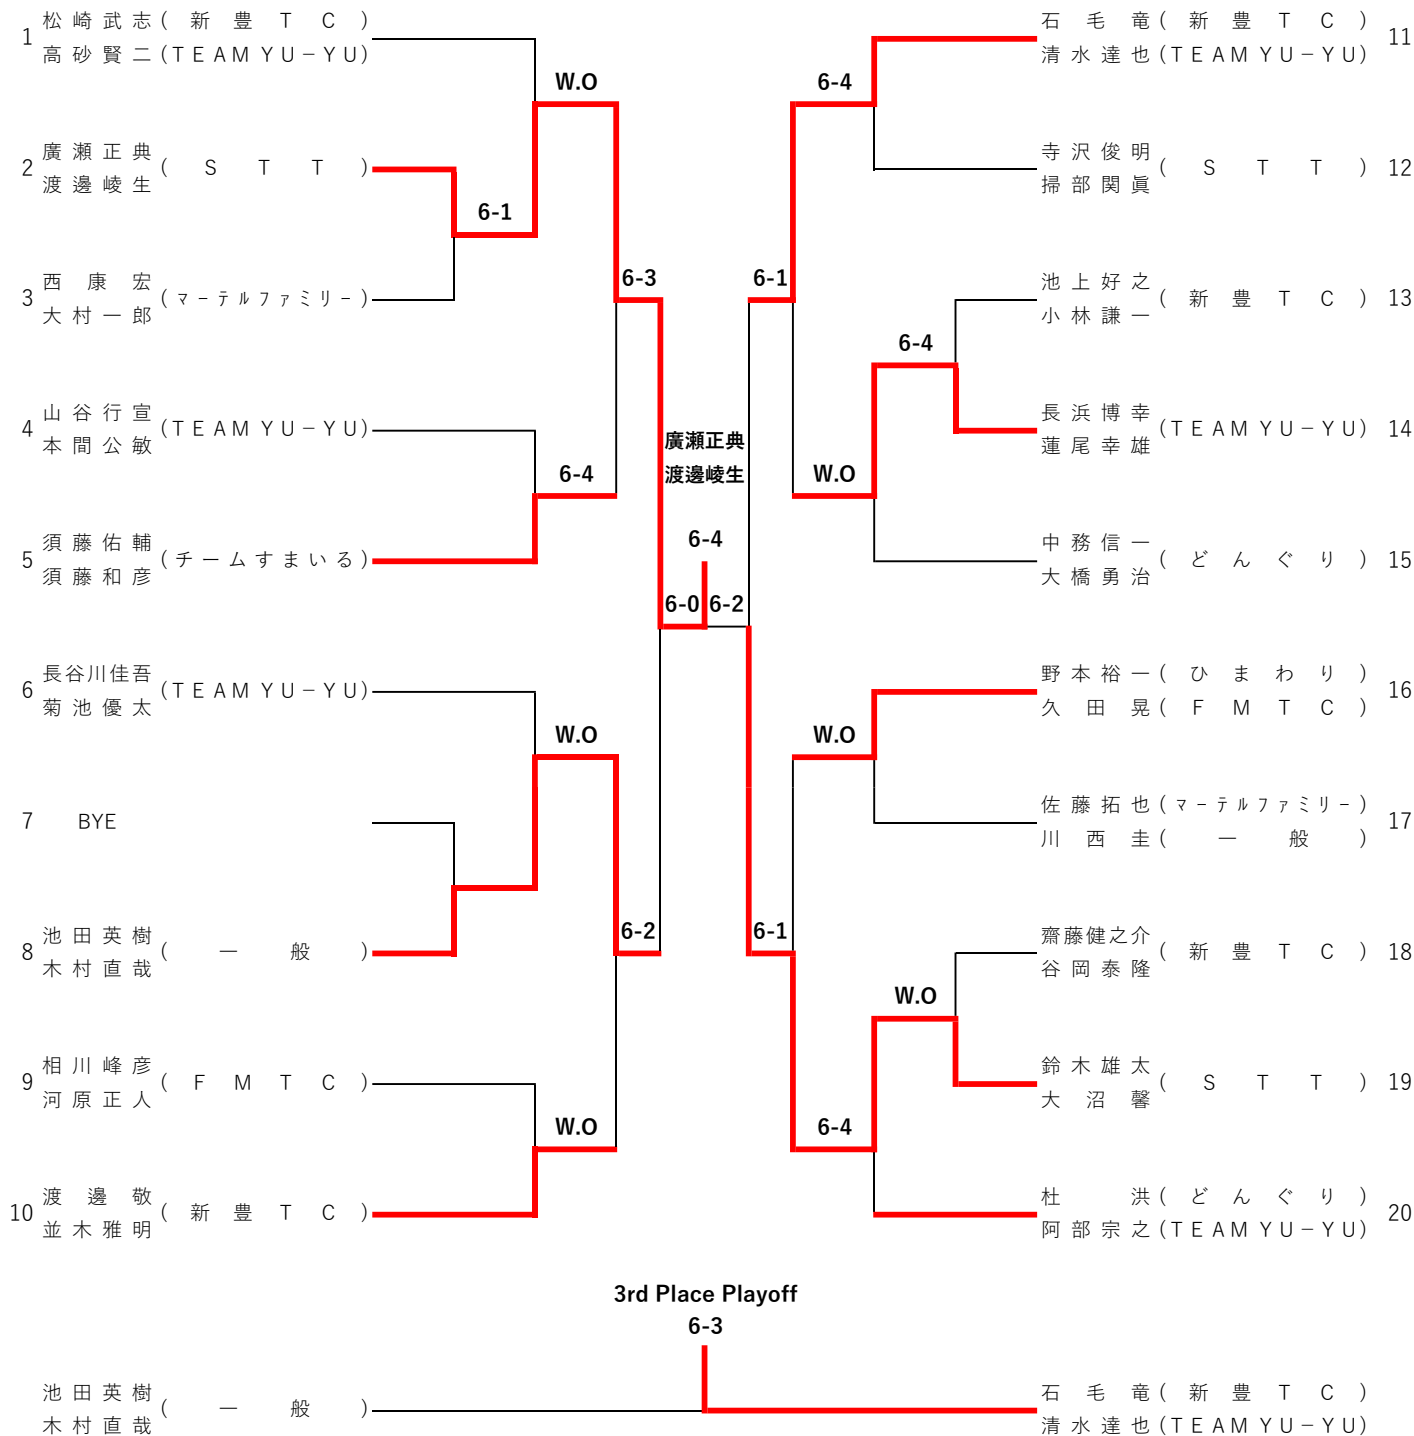 1 松崎武志(新豊TC)
高砂賢二(TEAM YU-YU)
W.O
2 廣瀬正典
渡邊崚生 (STT)
6-1
3 西康宏
大村一郎 (マーテルファミリー)
6-3
4 山谷行宣
本間公敏 (TEAM YU-YU)
6-4
5 須藤佑輔
須藤和彦 (チームすまいる)
6 長谷川佳吾
菊池優太 (TEAM YU-YU)
W.O
7 BYE
8 池田英樹
木村直哉 (一般)
6-2
9 相川峰彦
河原正人 (FMTC)
W.O
10 渡邊敬
並木雅明 (新豊TC)
廣瀬正典
渡邊崚生
6-4
6-0 6-2
石毛竜(新豊TC) 11
清水達也(TEAM YU-YU)
6-4
寺沢俊明
掃部関眞 (STT) 12
6-1
池上好之
小林謙一 (新豊TC) 13
6-4
長浜博幸
蓮尾幸雄 (TEAM YU-YU) 14
W.O
中務信一
大橋勇治 (どんぐり) 15
野本裕一(ひまわり) 16
久田晃(FMTC)
W.O
佐藤拓也(マーテルファミリー) 17
川西圭(一般)
6-1
齋藤健之介
谷岡泰隆 (新豊TC) 18
W.O
鈴木雄太
大沼馨 (STT) 19
6-4
杜洪(どんぐり) 20
阿部宗之(TEAM YU-YU)
3rd Place Playoff
6-3
池田英樹
木村直哉 (一般)
石毛竜(新豊TC)
清水達也(TEAM YU-YU)